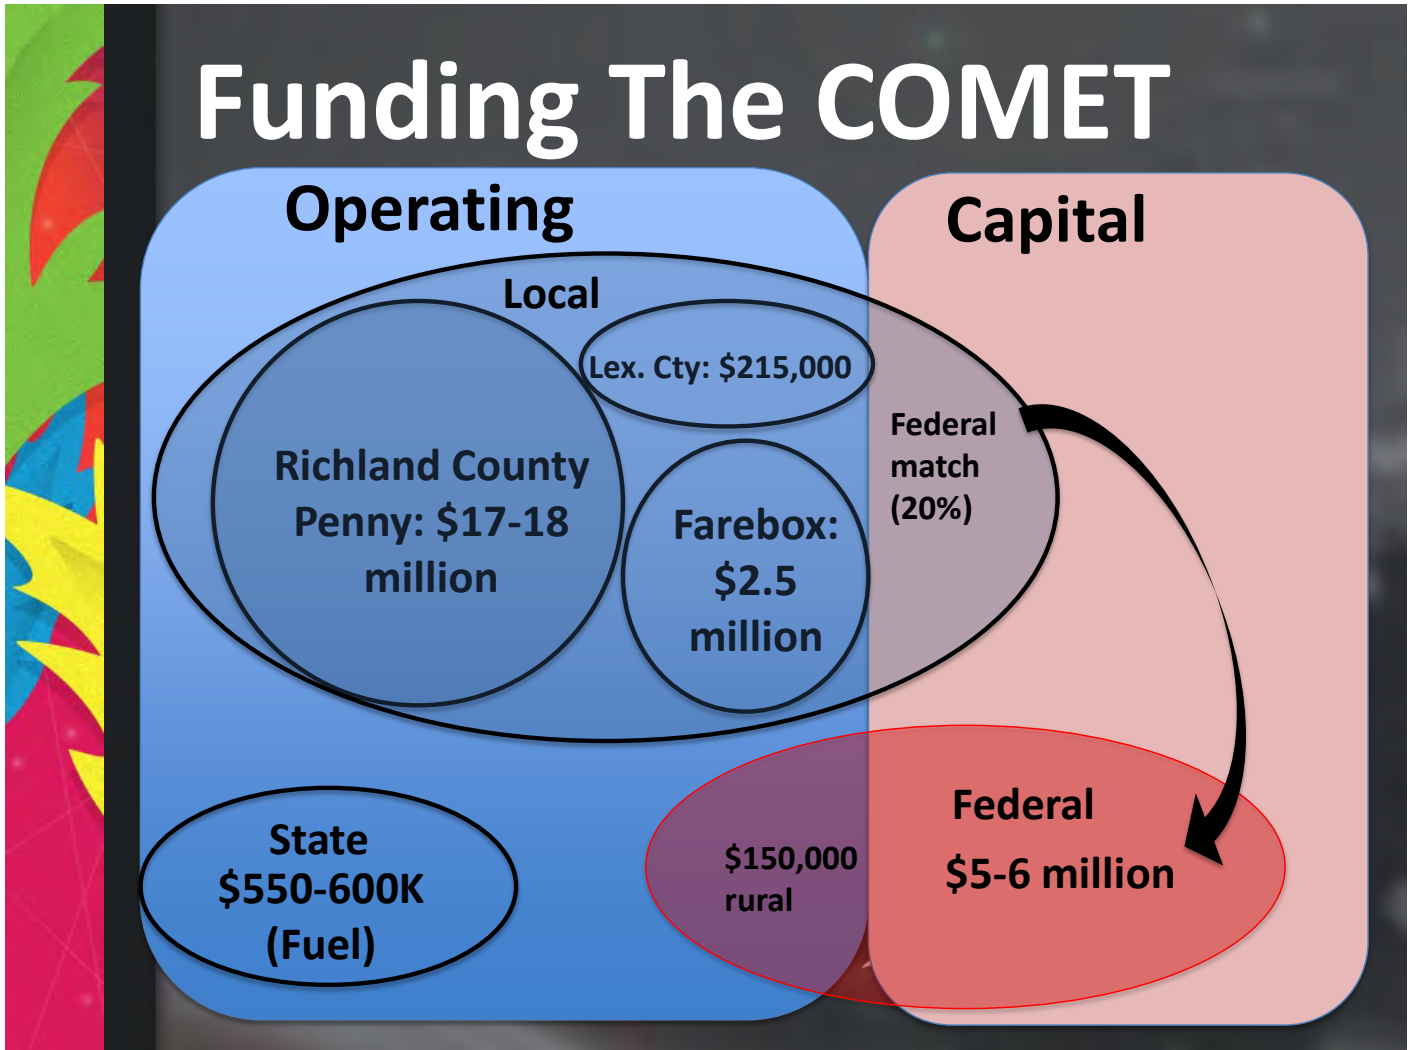 Funding The COMET
Operating
Capital
Local
Lex. Cty: $215,000
Richland County
Penny: $17-18
million
Farebox:
$2.5
million
Federal
match
(20%)
State
$550-600K
(Fuel)
$150,000
rural
Federal
$5-6 million